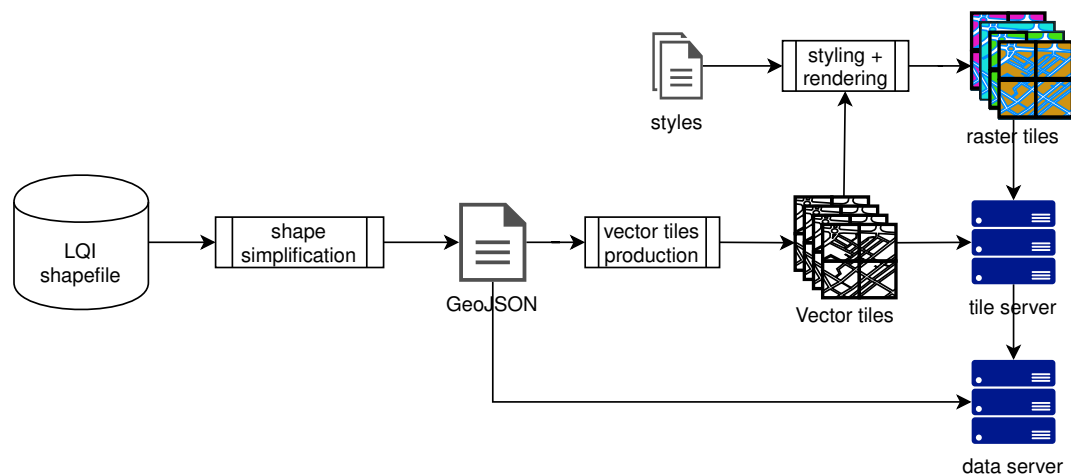 styling +
rendering
styles
raster tiles
LQI
shapefile
shape
simplification
GeoJSON
vector tiles
production
Vector tiles
tile server
data server